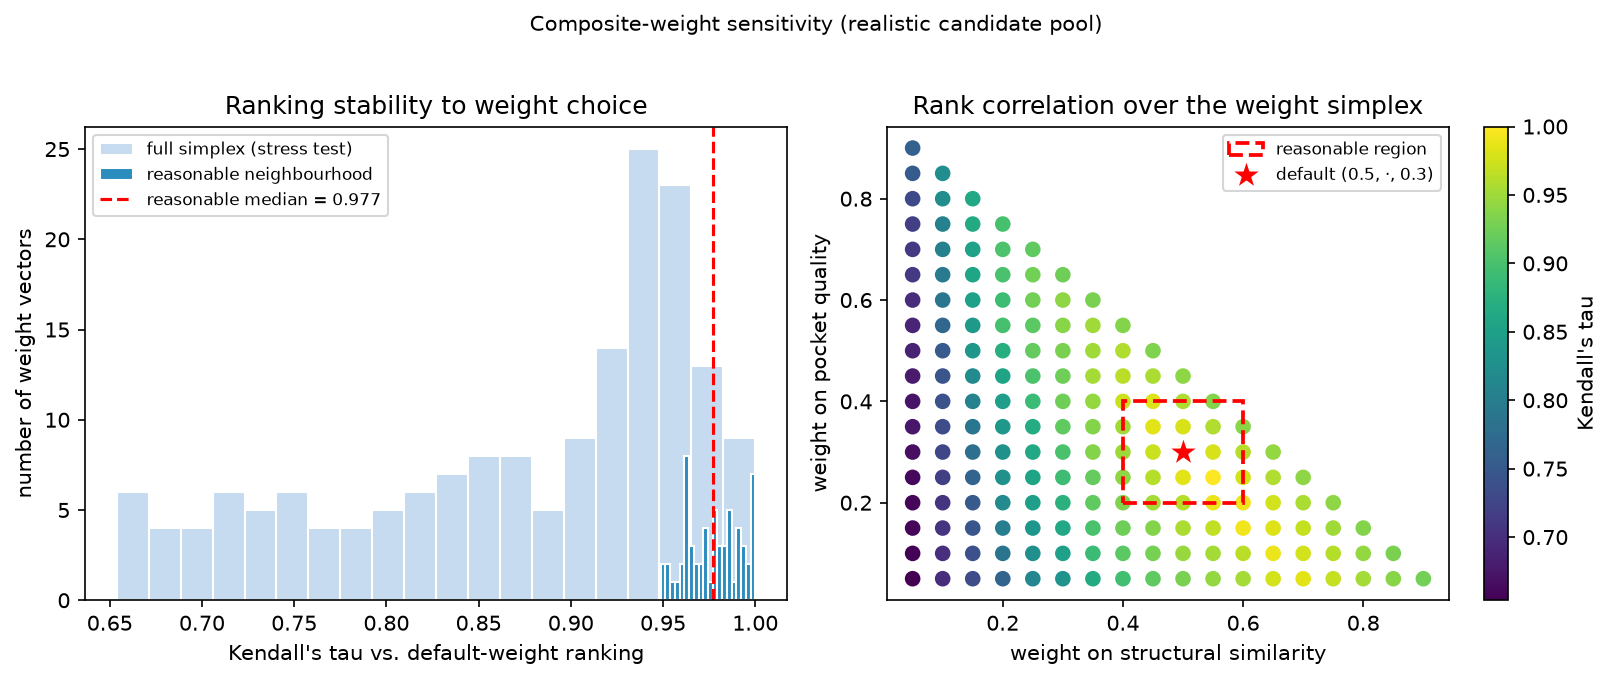 Composite-weight sensitivity (realistic candidate pool)
Ranking stability to weight choice
full simplex (stress test)
reasonable neighbourhood
reasonable median = 0.977
number of weight vectors
25
20
15
10
5
0
0.65 0.70 0.75 0.80 0.85 0.90 0.95 1.00
Kendall's tau vs. default-weight ranking
Rank correlation over the weight simplex
reasonable region
default (0.5, ·, 0.3)
weight on pocket quality
0.8
0.6
0.4
0.2
0.2 0.4 0.6 0.8
weight on structural similarity
1.00
0.95
0.90
0.85
0.80
0.75
0.70
Kendall's tau